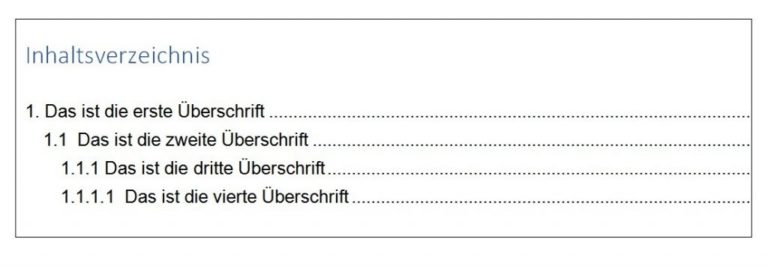 Inhaltsverzeichnis
1. Das ist die erste Überschrift ..........................................................................................................
1.1 Das ist die zweite Überschrift ................................................................................................
1.1.1 Das ist die dritte Überschrift.............................................................................................
1.1.1.1 Das ist die vierte Überschrift........................................................................................